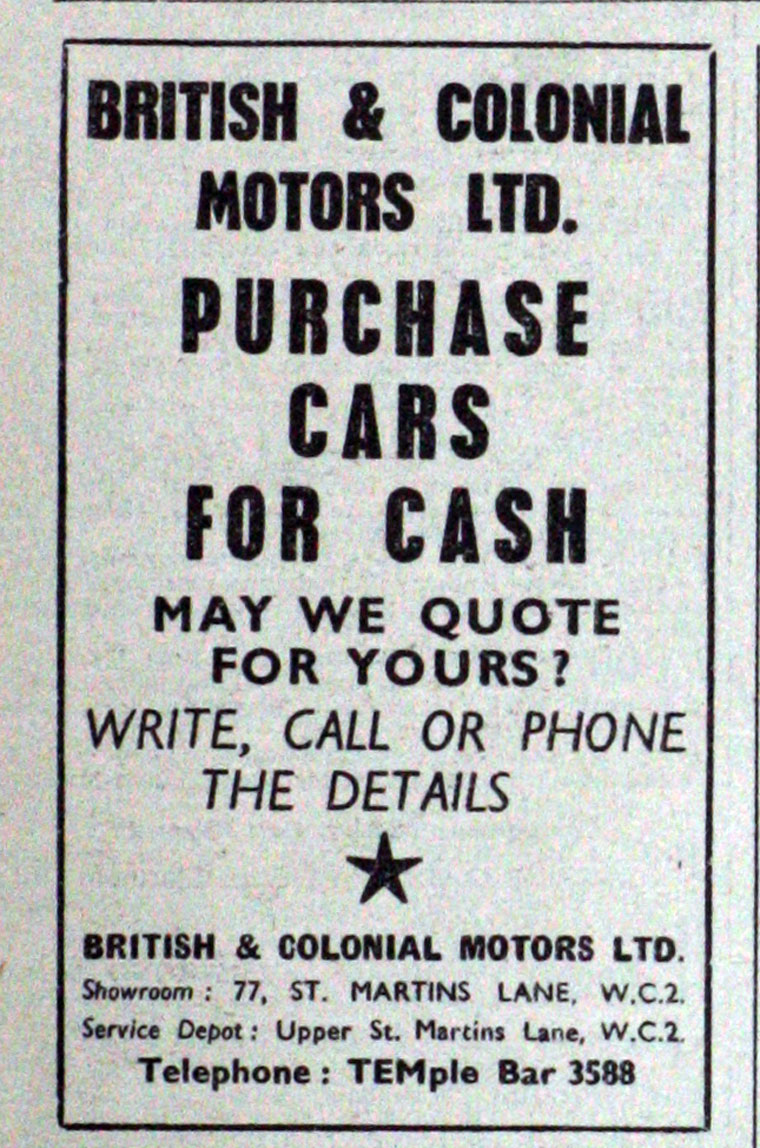 BRITISH & COLONIAL
MOTORS LTD.
PURCHASE
CARS
FOR CASH
MAY WE QUOTE
FOR YOURS?
WRITE, CALL OR PHONE
THE DETAILS
BRITISH & COLONIAL MOTORS LTD.
Showroom : 77, ST. MARTINS LANE, W.C.2.
Service Depot : Upper St. Martins Lane, W.C.2.
Telephone : TEMple Bar 3588